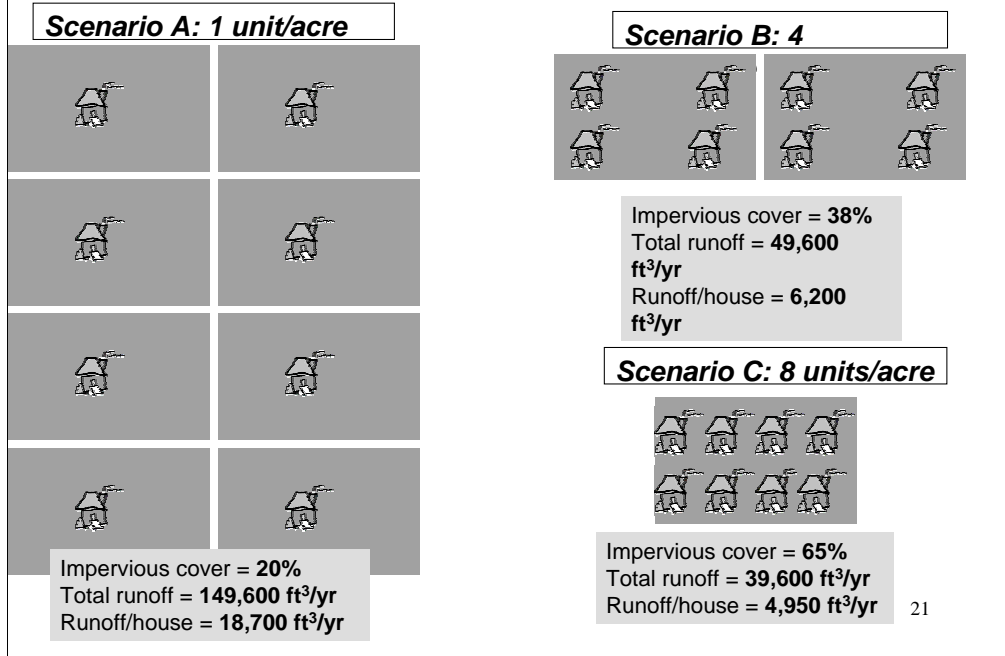 Scenario A: 1 unit/acre
Impervious cover = 20%
Total runoff = 149,600 ft³/yr
Runoff/house = 18,700 ft³/yr
Scenario B: 4
Impervious cover = 38%
Total runoff = 49,600
ft³/yr
Runoff/house = 6,200
ft³/yr
Scenario C: 8 units/acre
Impervious cover = 65%
Total runoff = 39,600 ft³/yr
Runoff/house = 4,950 ft³/yr
21